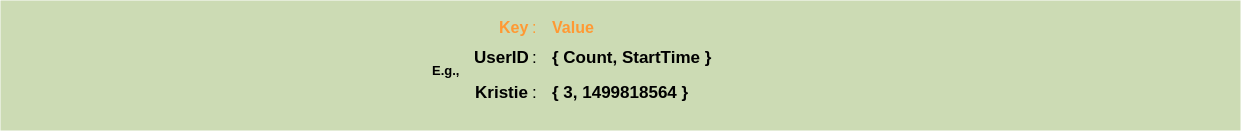 Key : Value
UserID : { Count, StartTime }
E.g.,
Kristie : { 3, 1499818564 }